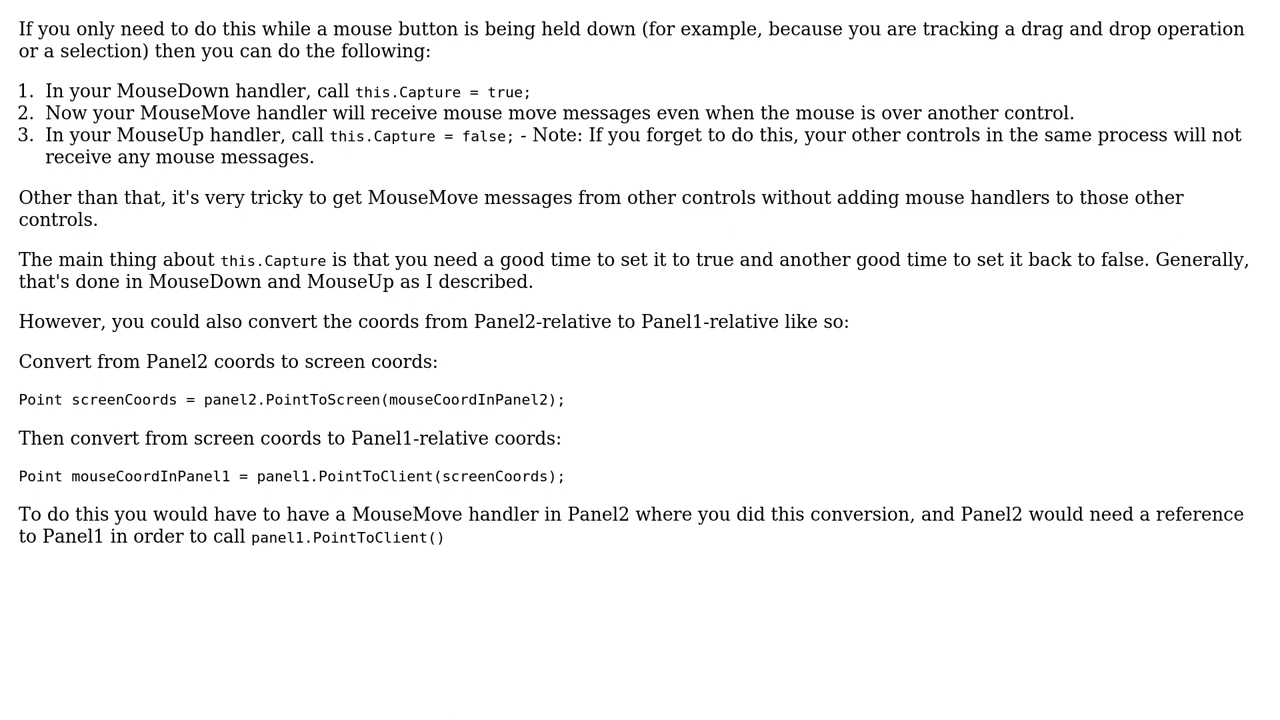 If you only need to do this while a mouse button is being held down (for example, because you are tracking a drag and drop operation
or a selection) then you can do the following:
1. In your MouseDown handler, call this.Capture = true;
2. Now your MouseMove handler will receive mouse move messages even when the mouse is over another control.
3. In your MouseUp handler, call this.Capture = false; - Note: If you forget to do this, your other controls in the same process will not
receive any mouse messages.
Other than that, it's very tricky to get MouseMove messages from other controls without adding mouse handlers to those other
controls.
The main thing about this.Capture is that you need a good time to set it to true and another good time to set it back to false. Generally,
that's done in MouseDown and MouseUp as I described.
However, you could also convert the coords from Panel2-relative to Panel1-relative like so:
Convert from Panel2 coords to screen coords:
Point screenCoords = panel2.PointToScreen(mouseCoordInPanel2);
Then convert from screen coords to Panel1-relative coords:
Point mouseCoordInPanel1 = panel1.PointToClient(screenCoords);
To do this you would have to have a MouseMove handler in Panel2 where you did this conversion, and Panel2 would need a reference
to Panel1 in order to call panel1.PointToClient()